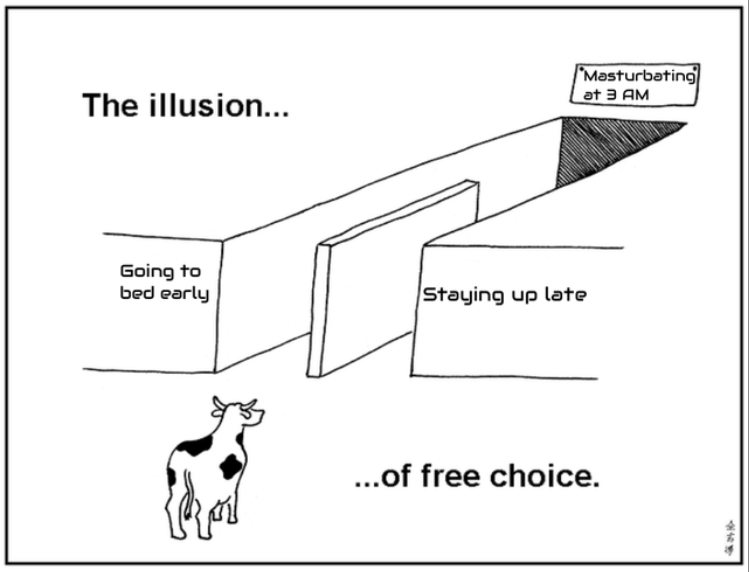 Masturbating
at 3 AM
The illusion...
Going to
bed early
Staying up late
...of free choice.